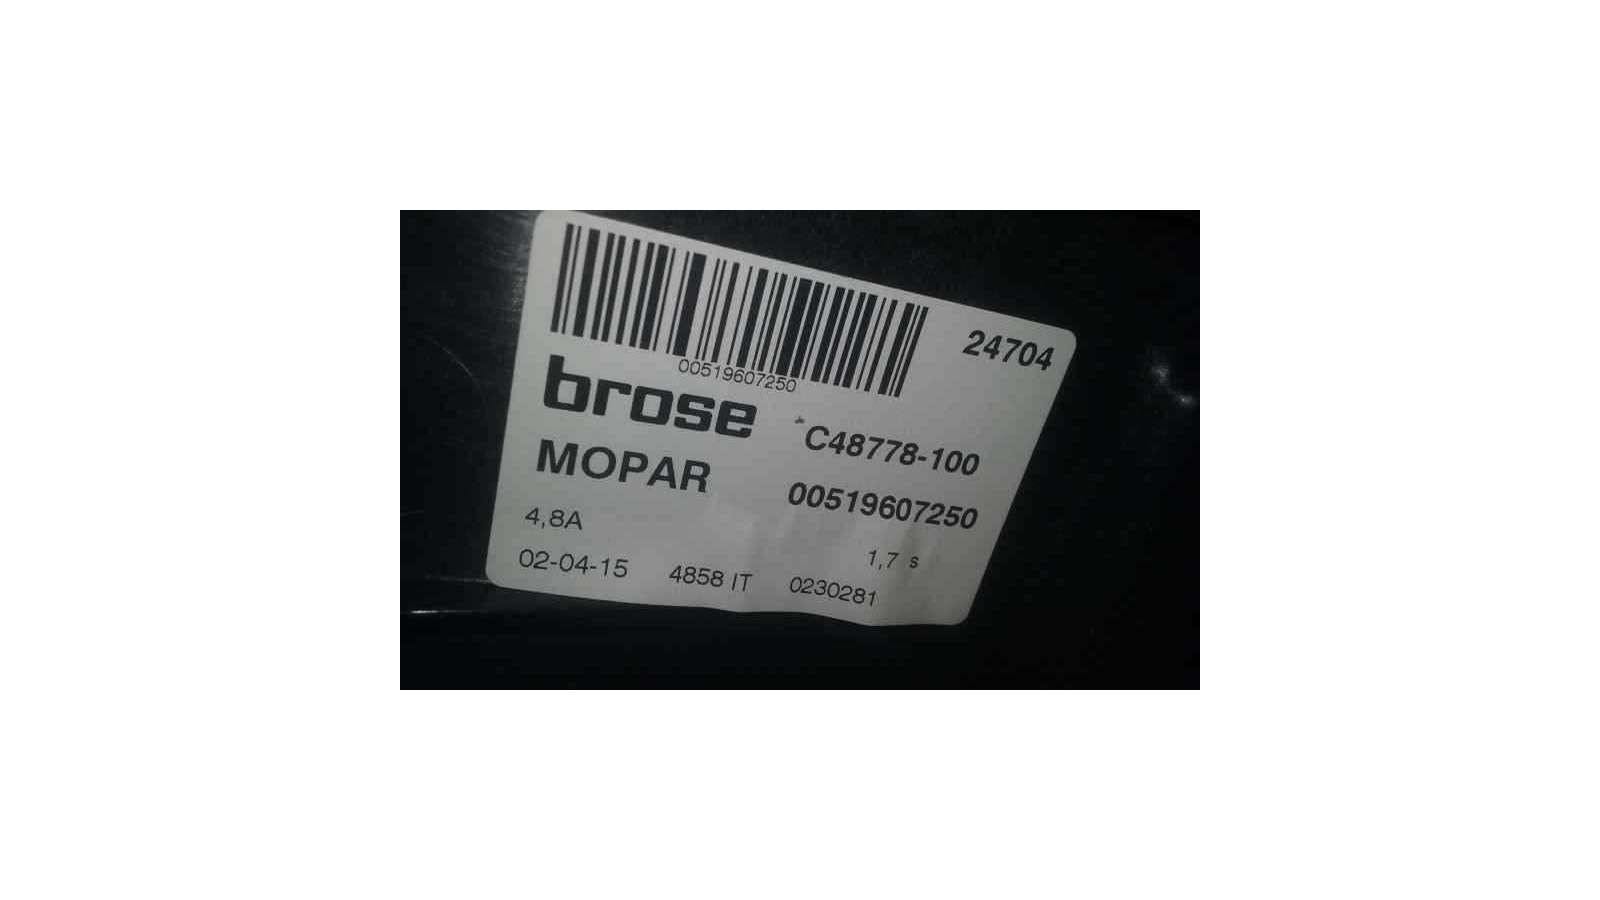 24704
00519607250
brose
C48778-100
MOPAR
00519607250
4,8A
1,7 s
02-04-15 4858 IT 0230281